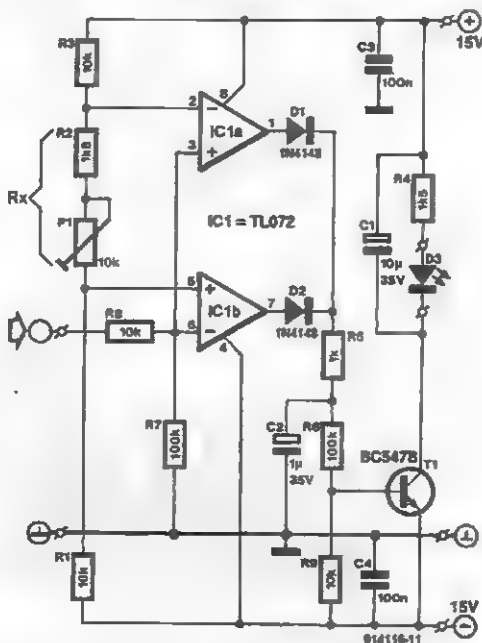 +
15V
R3
10k
C3
100n
2
8
1
D1
1N4148
IC1a
3
R2
1k8
Rx
R4
1k5
IC1 = TL072
P1
10k
C1
10µ
35V
D3
5
IC1b
7
D2
1N4148
R8
10k
6
4
R5
1k
R7
100k
C2
1µ
35V
R6
100k
BC547B
T1
R1
10k
R9
10k
C4
100n
15V
914116-11